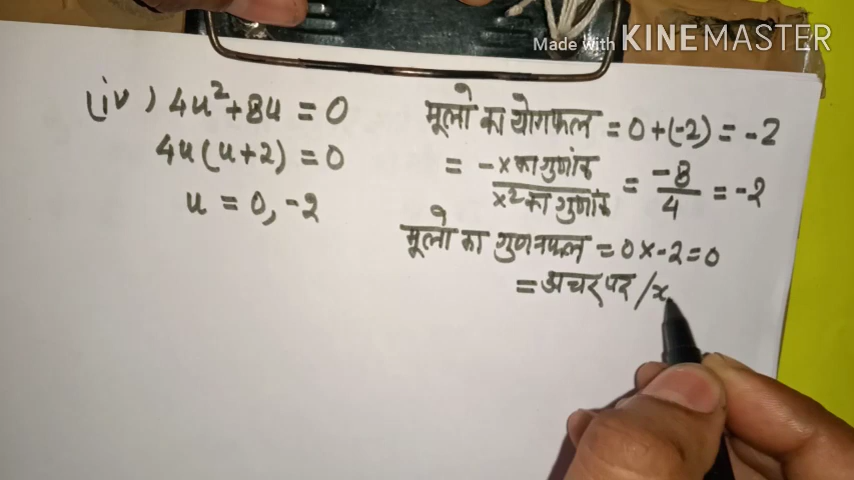 Made with KINEMASTER
(iv) 4u²+8u = 0
4u(u+2) = 0
u = 0, -2
मूलो का योगफल = 0+(-2) = -2
= -x का गुणांक / x² का गुणांक = -8/4 = -2
मूलो का गुणनफल = 0x-2=0
= अचर पद /x